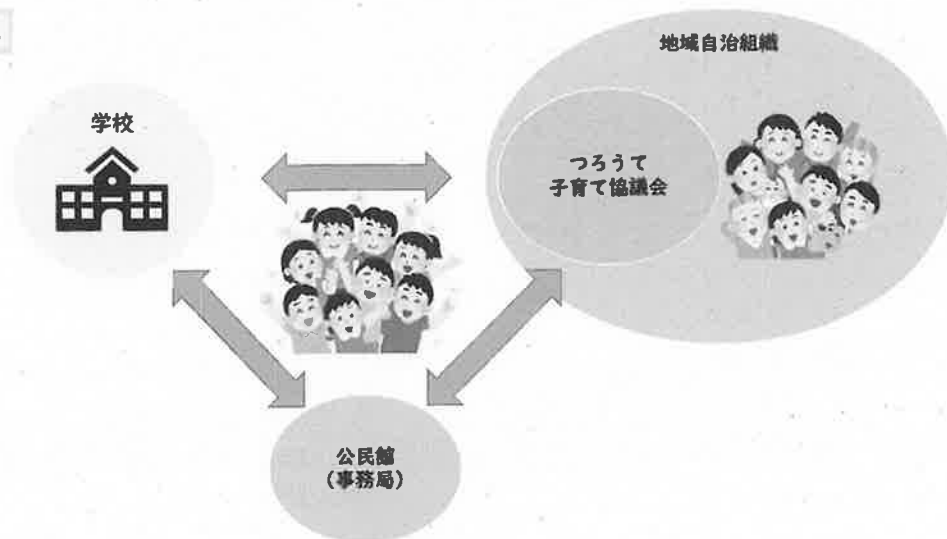 学校
地域自治組織
つろうて
子育て協議会
公民館
(事務局)